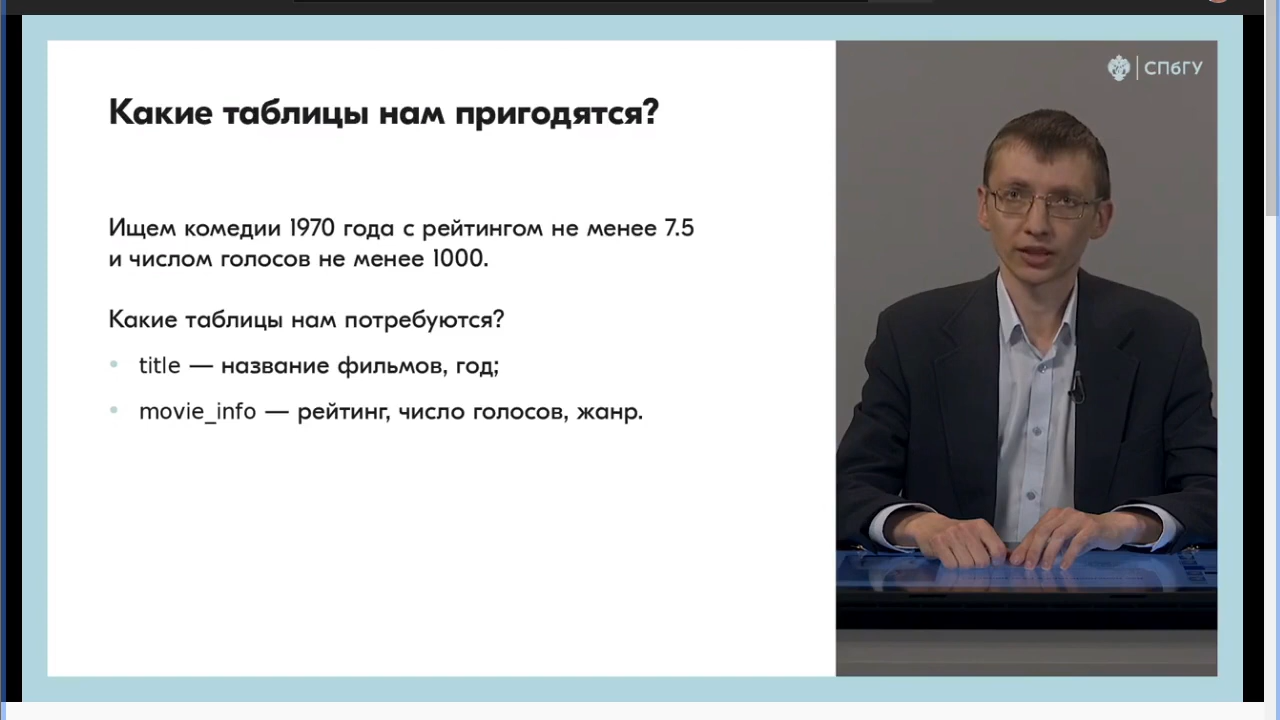 СПбГУ
Какие таблицы нам пригодятся?
Ищем комедии 1970 года с рейтингом не менее 7.5
и числом голосов не менее 1000.
Какие таблицы нам потребуются?
• title — название фильмов, год;
• movie_info — рейтинг, число голосов, жанр.